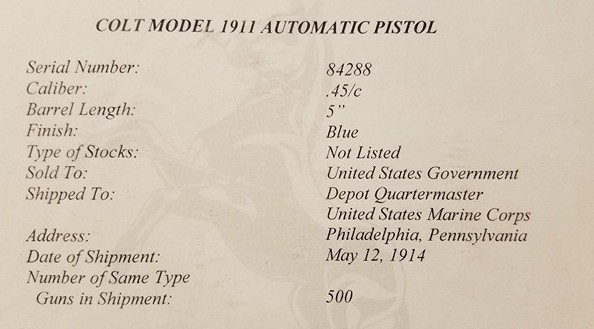 COLT MODEL 1911 AUTOMATIC PISTOL
Serial Number: 84288
Caliber: .45/c
Barrel Length: 5”
Finish: Blue
Type of Stocks: Not Listed
Sold To: United States Government
Shipped To: Depot Quartermaster
United States Marine Corps
Address: Philadelphia, Pennsylvania
Date of Shipment: May 12, 1914
Number of Same Type
Guns in Shipment: 500